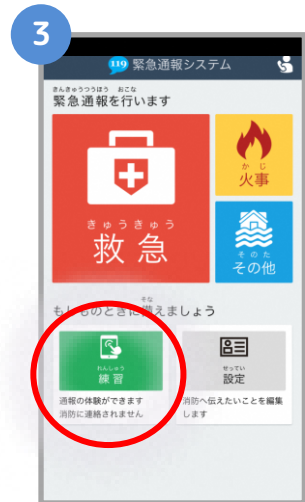 3
119 緊急通報システム
きんきゅうつうほう おこな
緊急通報を行います
きゅうきゅう
救急
かじ
火事
そのた
その他
そな
もしものときに備えましょう
れんしゅう
練習
通報の体験ができます
消防に連絡されません
せってい
設定
消防へ伝えたいことを編集
します